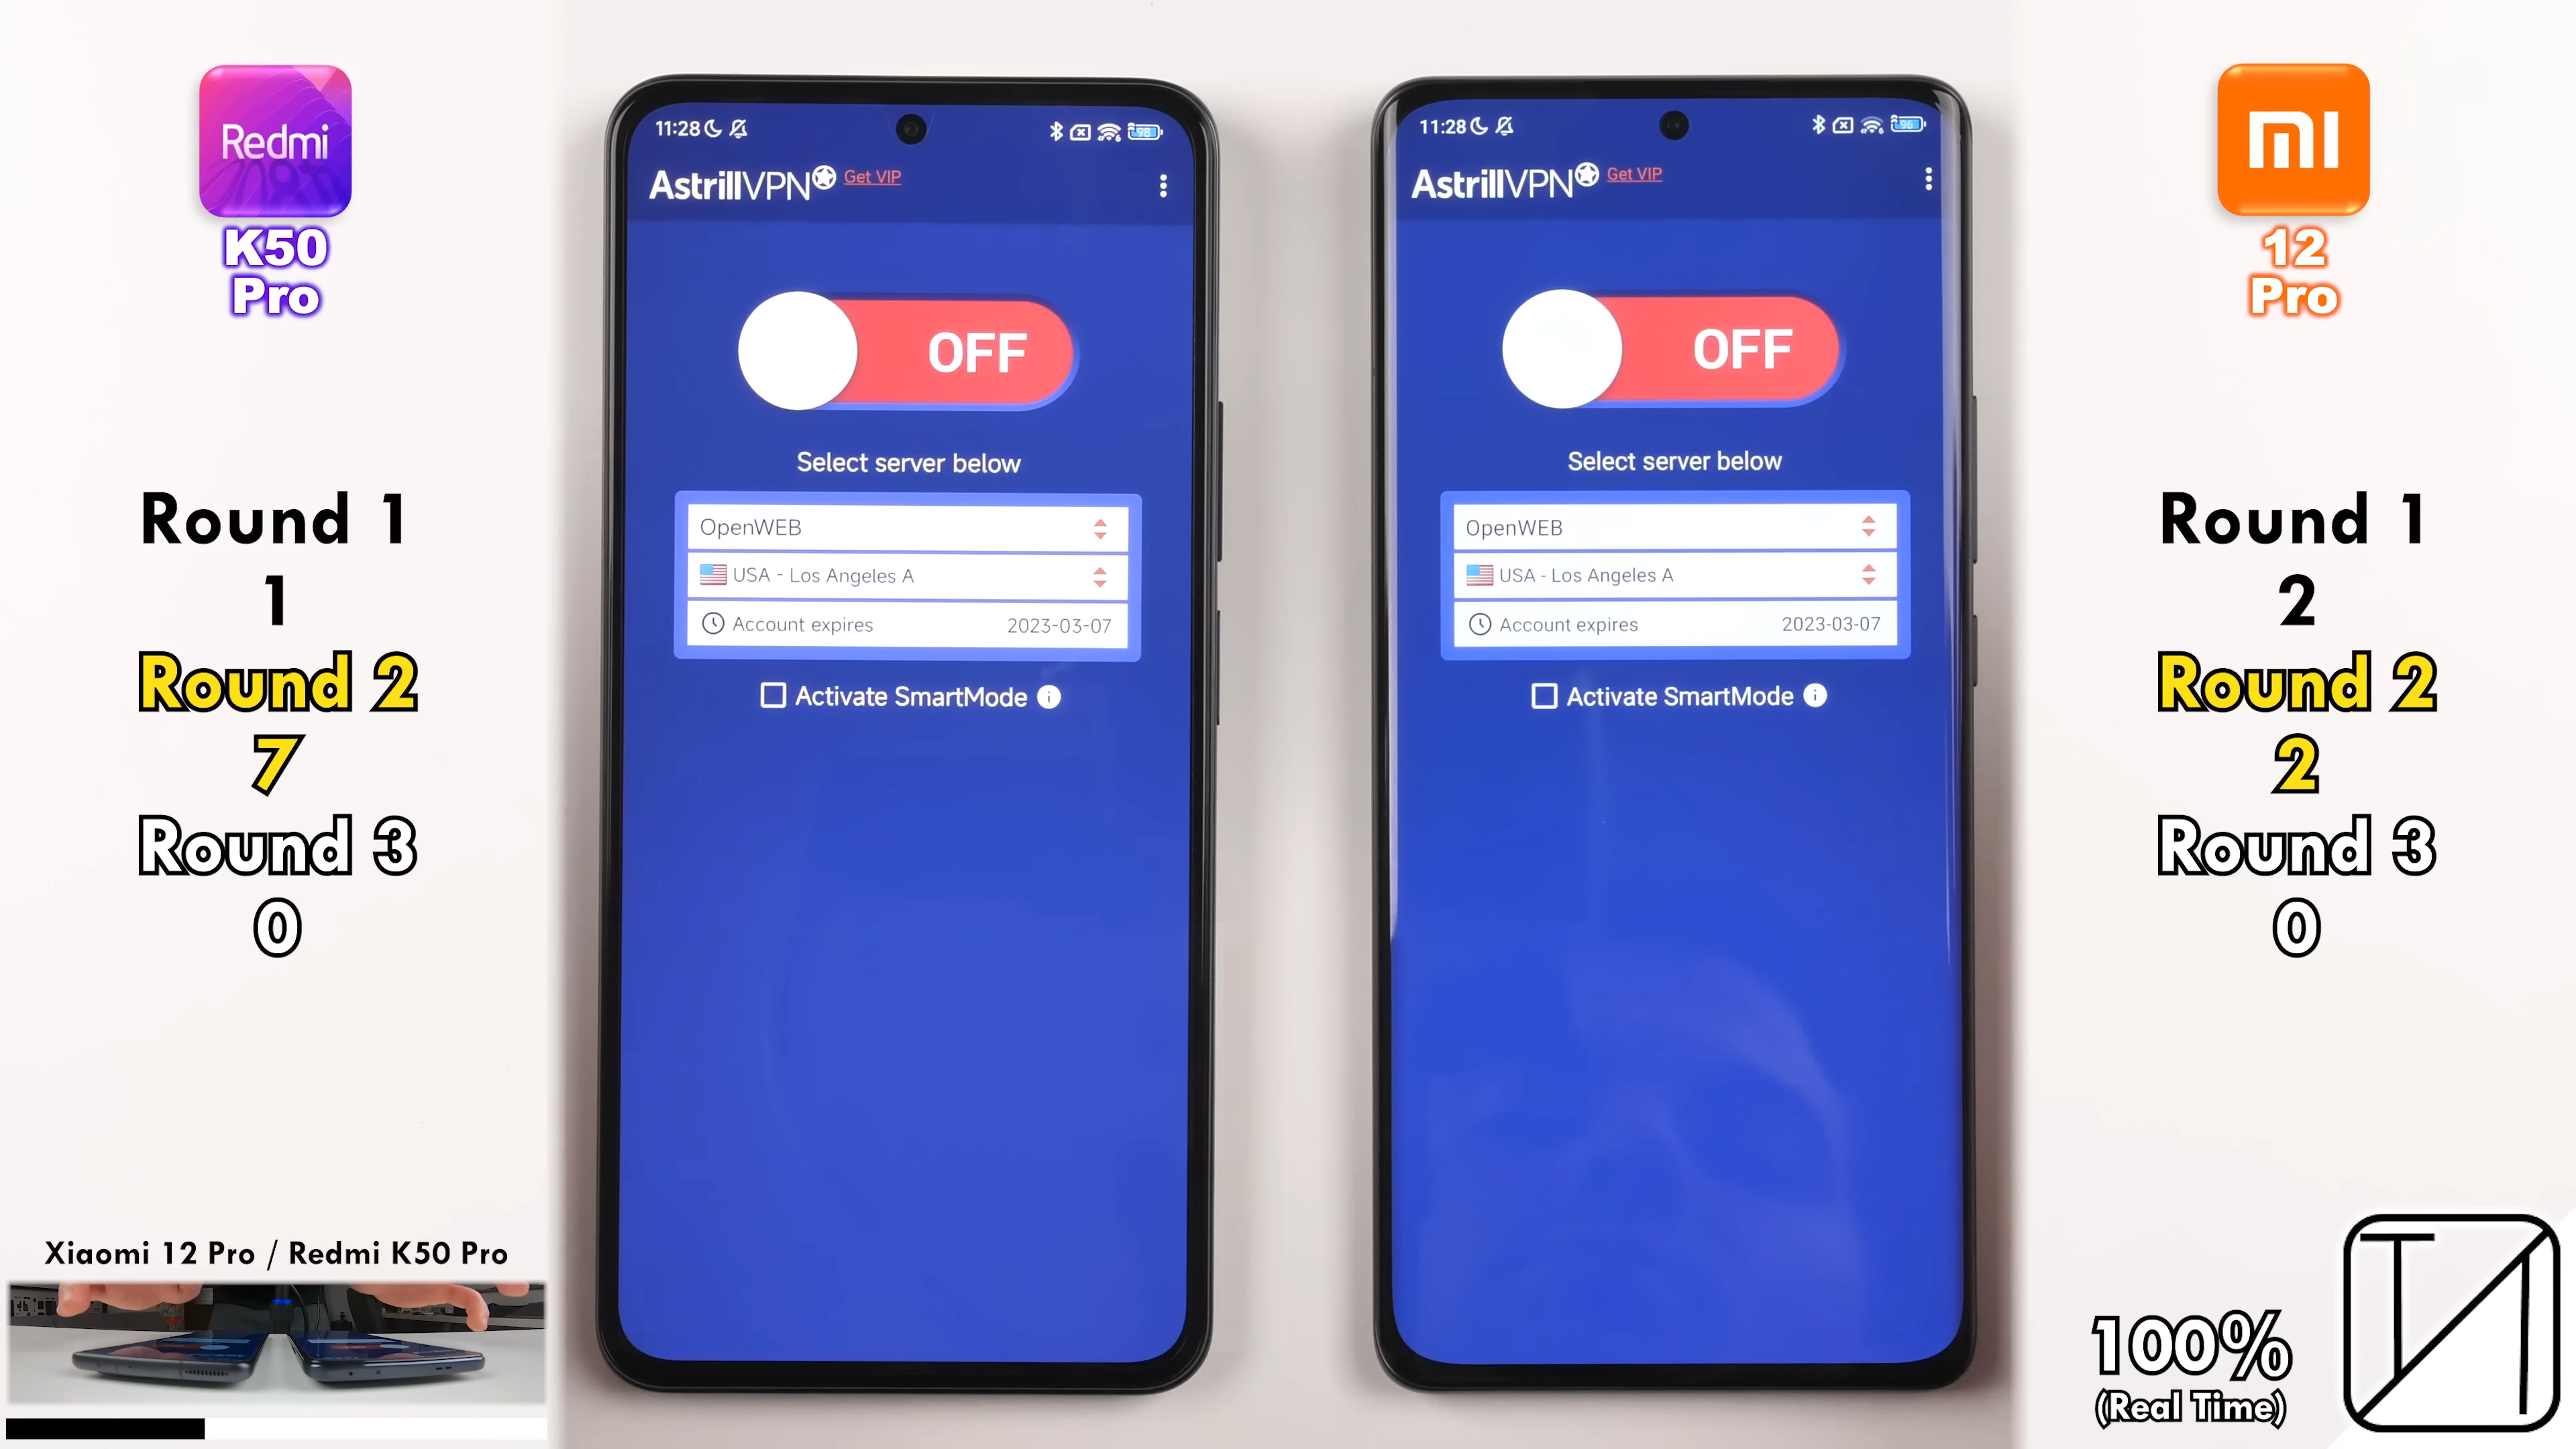 Redmi
K50
Pro
Round 1
1
Round 2
7
Round 3
0
Xiaomi 12 Pro / Redmi K50 Pro
11:28
98
AstrillVPN Get VIP
OFF
Select server below
OpenWEB
USA - Los Angeles A
Account expires 2023-03-07
Activate SmartMode
11:28
96
AstrillVPN Get VIP
OFF
Select server below
OpenWEB
USA - Los Angeles A
Account expires 2023-03-07
Activate SmartMode
MI
12
Pro
Round 1
2
Round 2
2
Round 3
0
100%
(Real Time)